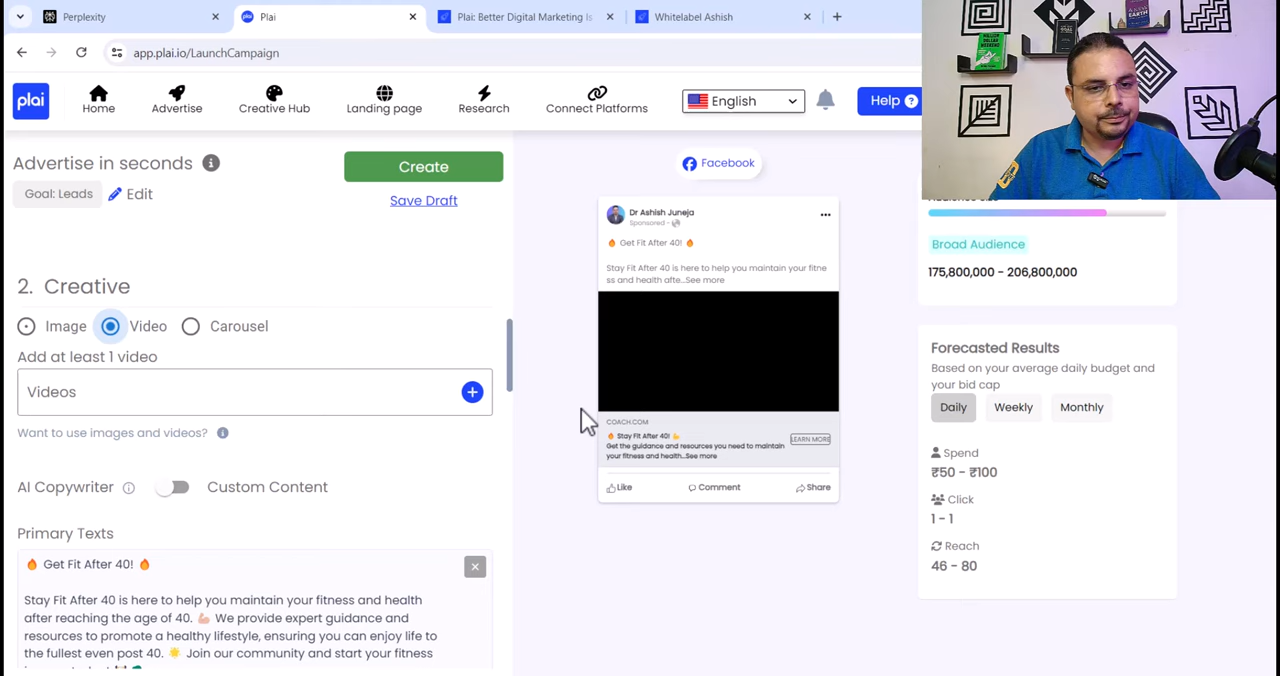 Perplexity
Plai
Plai: Better Digital Marketing Is
Whitelabel Ashish
app.plai.io/LaunchCampaign
plai
Home
Advertise
Creative Hub
Landing page
Research
Connect Platforms
English
Help ?
Advertise in seconds
Create
Goal: Leads
Edit
Save Draft
2. Creative
Image
Video
Carousel
Add at least 1 video
Videos
Want to use images and videos?
AI Copywriter
Custom Content
Primary Texts
🔥 Get Fit After 40! 🔥
Stay Fit After 40 is here to help you maintain your fitness and health
after reaching the age of 40. 💪 We provide expert guidance and
resources to promote a healthy lifestyle, ensuring you can enjoy life to
the fullest even post 40. 🌟 Join our community and start your fitness
Facebook
Dr Ashish Juneja
Sponsored
🔥 Get Fit After 40! 🔥
Stay Fit After 40 is here to help you maintain your fitne
ss and health afte...See more
COACH.COM
🔥 Stay Fit After 40! 💪
Get the guidance and resources you need to maintain
your fitness and health...See more
LEARN MORE
Like
Comment
Share
Broad Audience
175,800,000 - 206,800,000
Forecasted Results
Based on your average daily budget and
your bid cap
Daily
Weekly
Monthly
Spend
₹50 - ₹100
Click
1 - 1
Reach
46 - 80